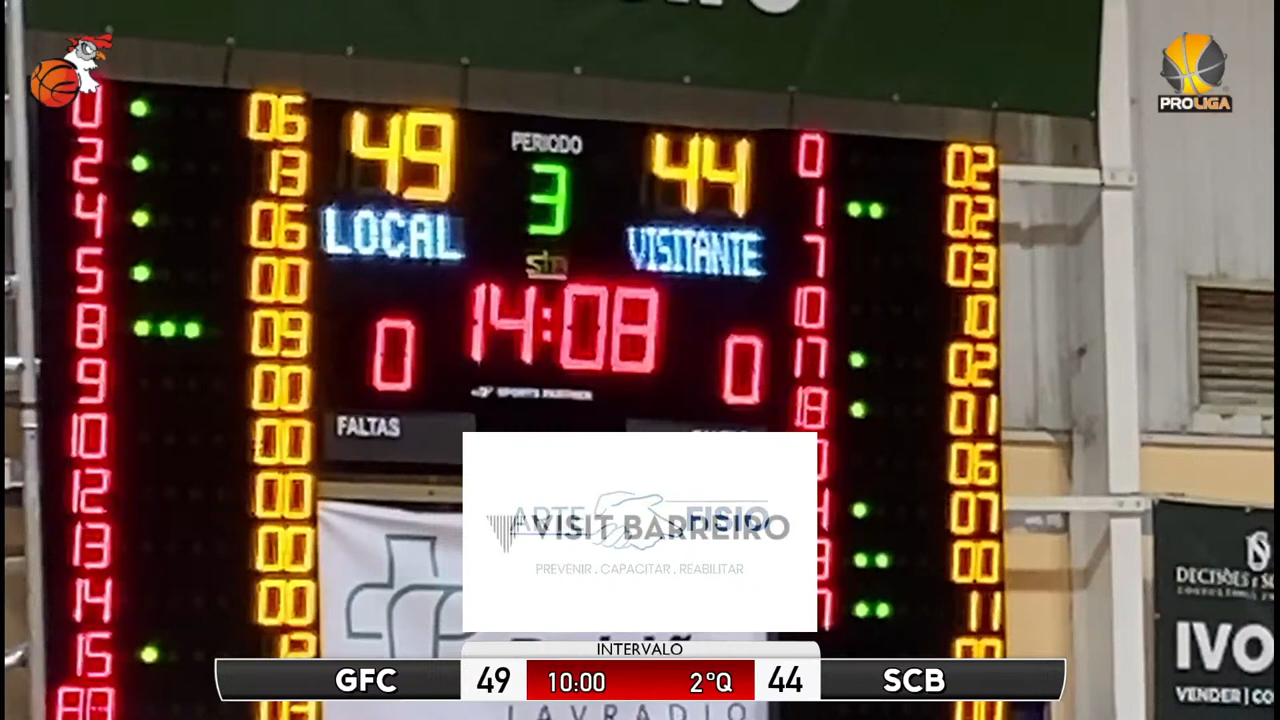 PROLIGA
0 06 49 PERIODO 44 0 02
2 13 3 1 02
4 06 LOCAL VISITANTE 7 03
5 00 14:08 10 10
8 09 0 0 17 02
9 00 18 01
10 00 FALTAS 06
12 00 07
13 00 00
14 00 11
15
ARTE FISIO
VISIT BARREIRO
PREVENIR . CAPACITAR . REABILITAR
IVO
VENDER
INTERVALO
GFC 49 10:00 2ºQ 44 SCB
LAVRADIO